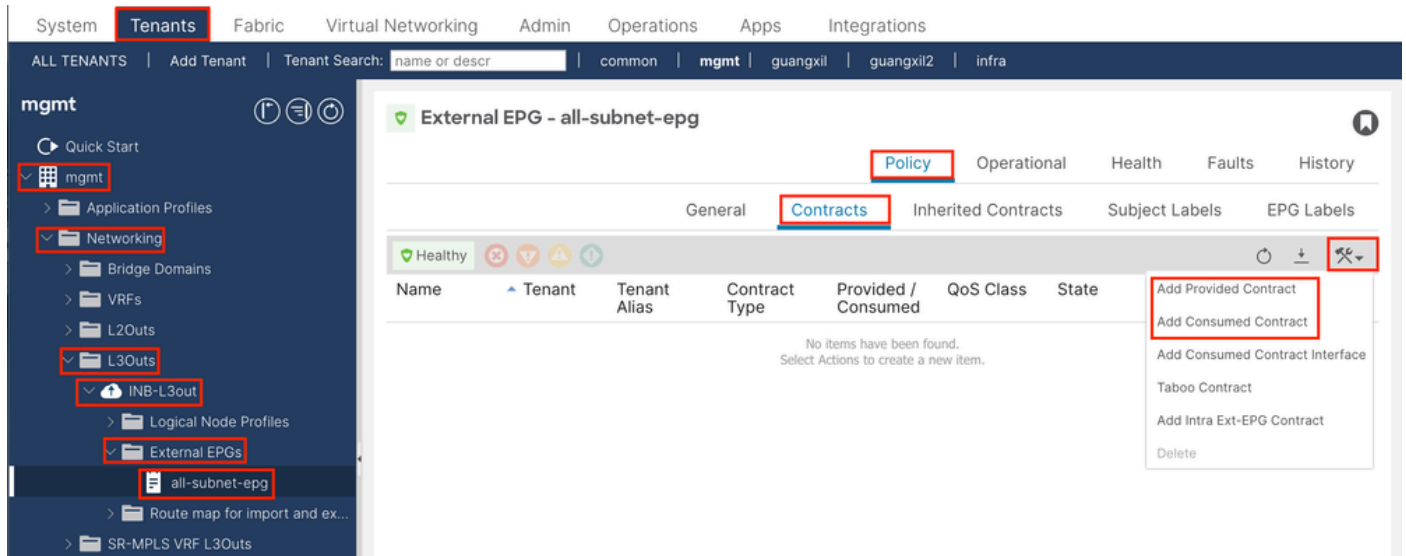 System Tenants Fabric Virtual Networking Admin Operations Apps Integrations
ALL TENANTS | Add Tenant | Tenant Search: name or descr | common | mgmt | guangxil | guangxil2 | infra
mgmt
Quick Start
mgmt
Application Profiles
Networking
Bridge Domains
VRFs
L2Outs
L3Outs
INB-L3out
Logical Node Profiles
External EPGs
all-subnet-epg
Route map for import and ex...
SR-MPLS VRF L3Outs
External EPG - all-subnet-epg
Policy Operational Health Faults History
General Contracts Inherited Contracts Subject Labels EPG Labels
Healthy
Name Tenant Tenant Alias Contract Type Provided / Consumed QoS Class State
No items have been found.
Select Actions to create a new item.
Add Provided Contract
Add Consumed Contract
Add Consumed Contract Interface
Taboo Contract
Add Intra Ext-EPG Contract
Delete